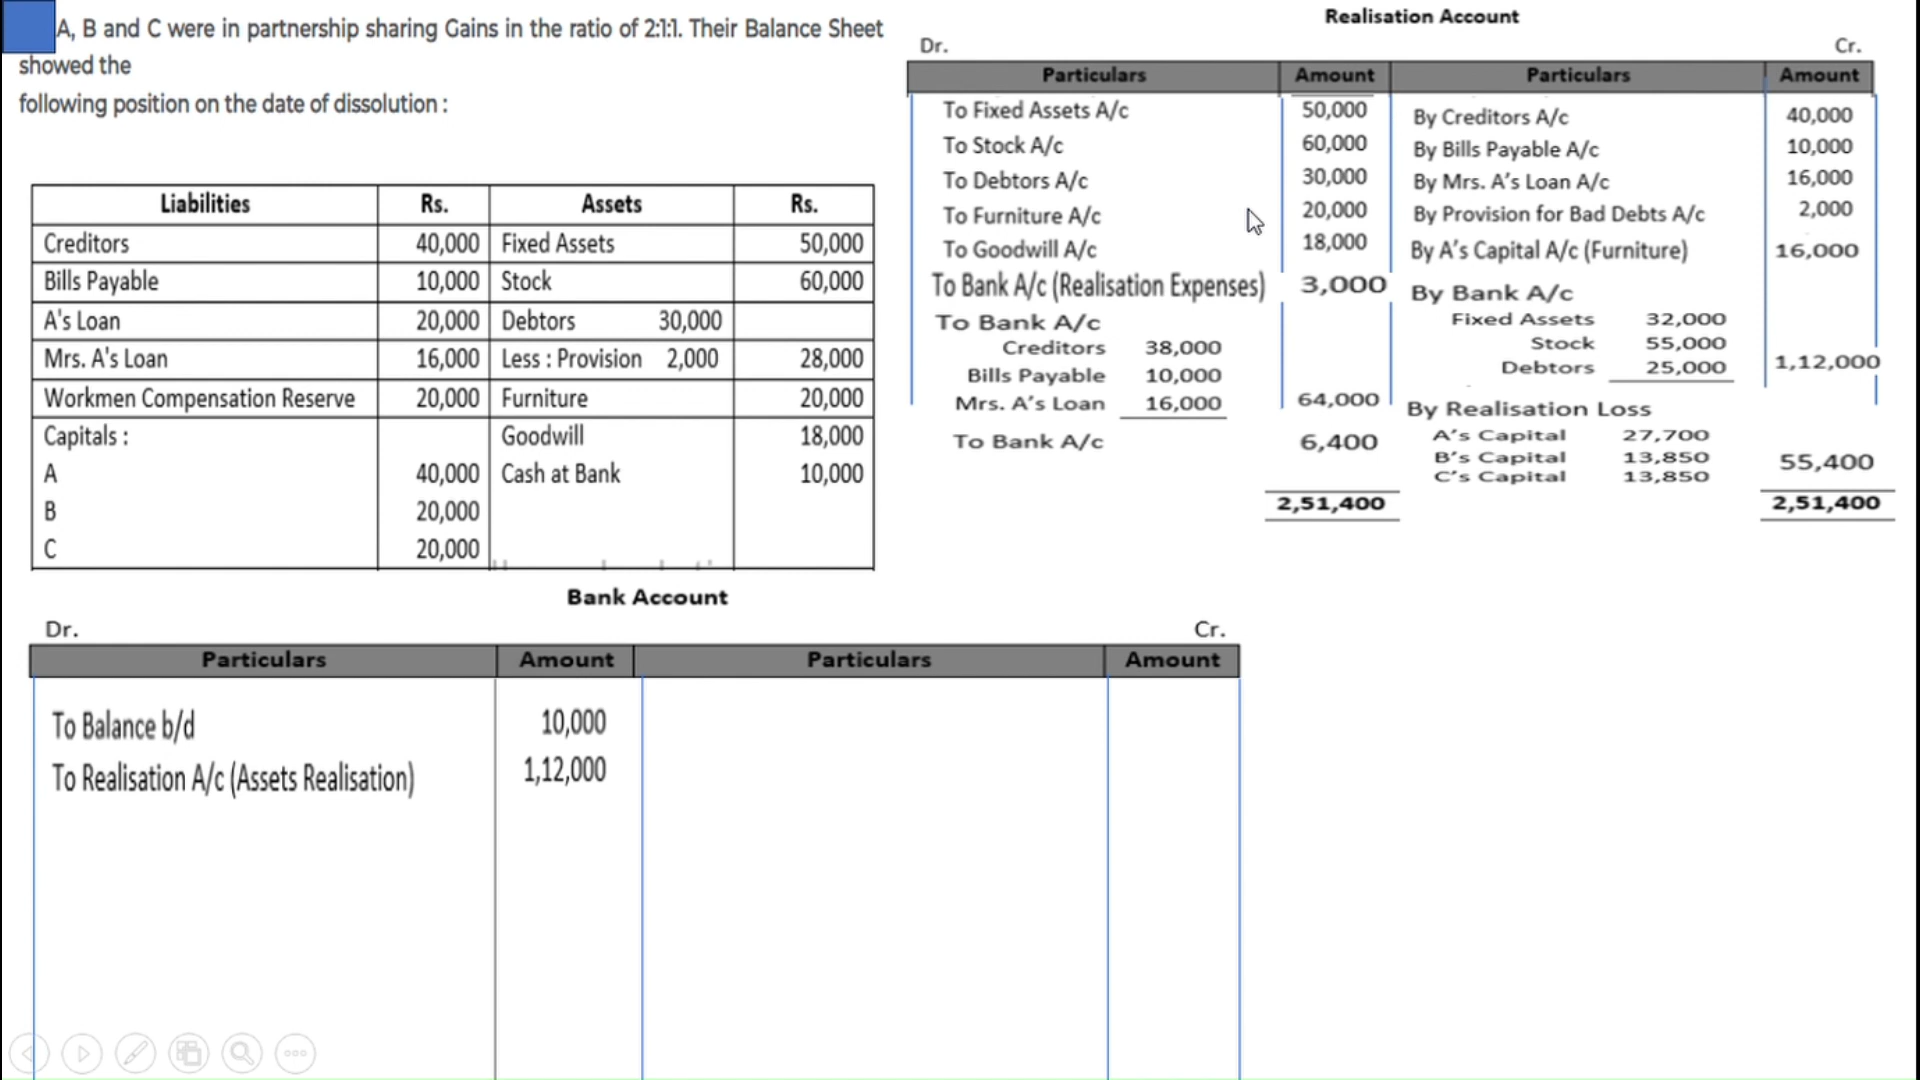 A, B and C were in partnership sharing Gains in the ratio of 2:1:1. Their Balance Sheet
showed the
following position on the date of dissolution :
Liabilities Rs. Assets Rs.
Creditors 40,000 Fixed Assets 50,000
Bills Payable 10,000 Stock 60,000
A's Loan 20,000 Debtors 30,000
Mrs. A's Loan 16,000 Less : Provision 2,000 28,000
Workmen Compensation Reserve 20,000 Furniture 20,000
Capitals : Goodwill 18,000
A 40,000 Cash at Bank 10,000
B 20,000
C 20,000
Realisation Account
Dr. Cr.
Particulars Amount Particulars Amount
To Fixed Assets A/c 50,000 By Creditors A/c 40,000
To Stock A/c 60,000 By Bills Payable A/c 10,000
To Debtors A/c 30,000 By Mrs. A's Loan A/c 16,000
To Furniture A/c 20,000 By Provision for Bad Debts A/c 2,000
To Goodwill A/c 18,000 By A's Capital A/c (Furniture) 16,000
To Bank A/c (Realisation Expenses) 3,000 By Bank A/c
To Bank A/c Fixed Assets 32,000
Creditors 38,000 Stock 55,000
Bills Payable 10,000 Debtors 25,000 1,12,000
Mrs. A's Loan 16,000 64,000 By Realisation Loss
To Bank A/c 6,400 A's Capital 27,700
B's Capital 13,850 55,400
C's Capital 13,850
2,51,400 2,51,400
Bank Account
Dr. Cr.
Particulars Amount Particulars Amount
To Balance b/d 10,000
To Realisation A/c (Assets Realisation) 1,12,000